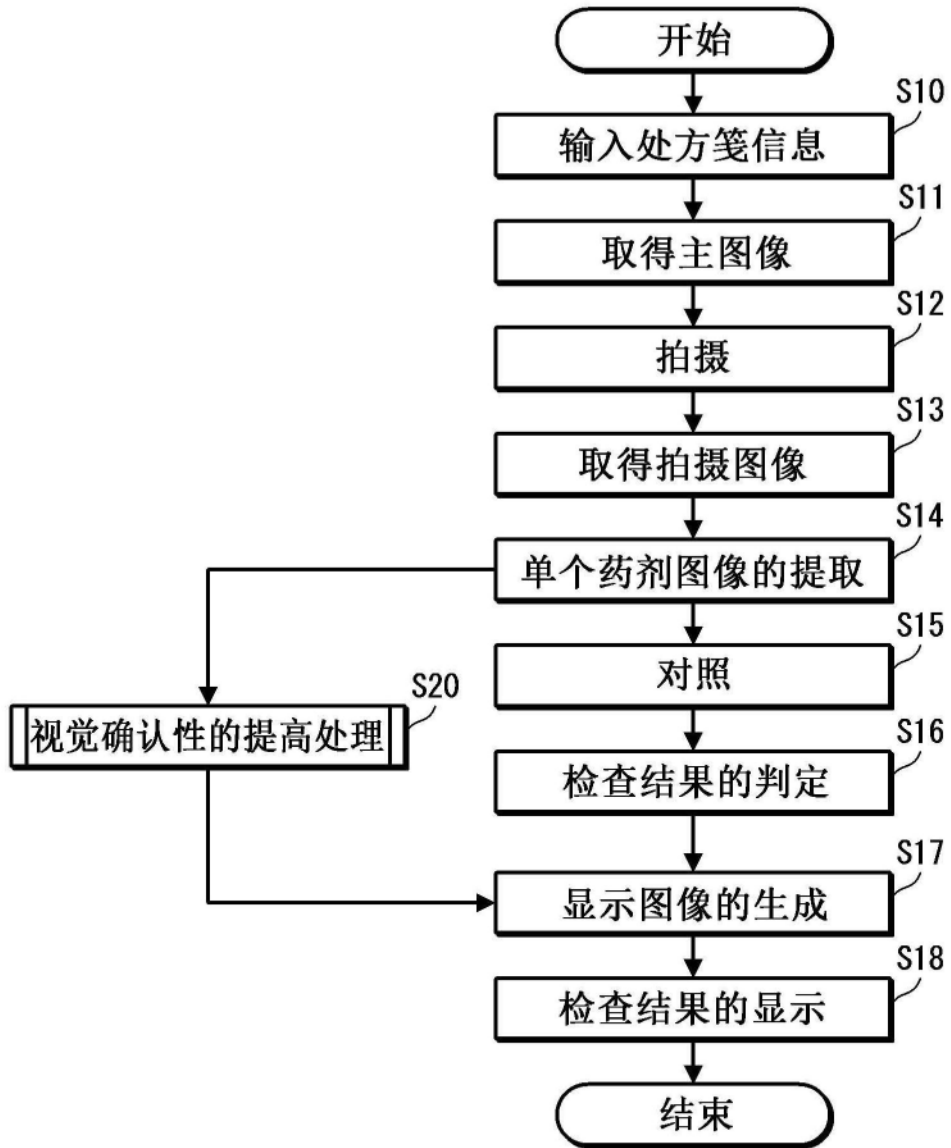 开始
S10
输入处方笺信息
S11
取得主图像
S12
拍摄
S13
取得拍摄图像
S14
单个药剂图像的提取
S15
对照
S20
视觉确认性的提高处理
S16
检查结果的判定
S17
显示图像的生成
S18
检查结果的显示
结束